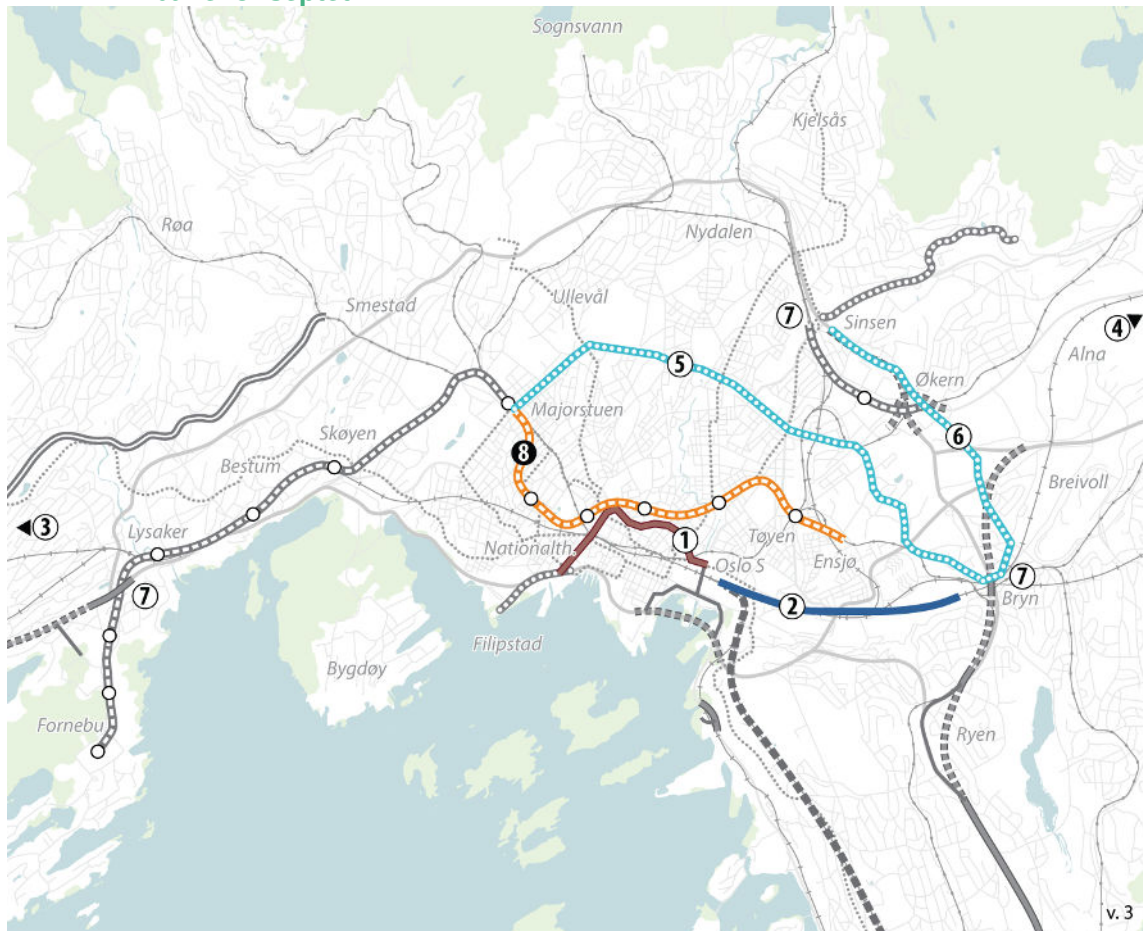 Sognsvann
Kjelsås
Røa
Nydalen
Smestad
Ullevål
7
Sinsen
4
Alna
5
Økern
Majorstuen
Skøyen
8
6
Bestum
Breivoll
3
Lysaker
Nationalth
1
Tøyen
Ensjø
Oslo S
7
7
2
Bryn
Filipstad
Bygdøy
Fornebu
Ryen
v. 3